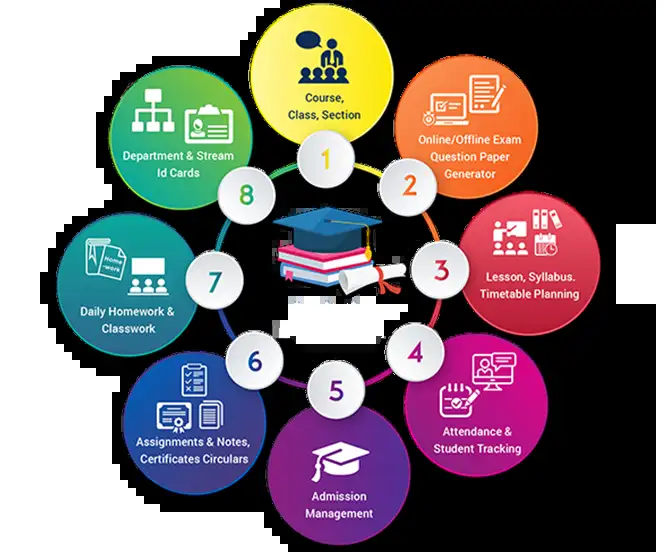 1
Course,
Class, Section
2
Online/Offline Exam
Question Paper
Generator
3
Lesson, Syllabus.
Timetable Planning
4
Attendance &
Student Tracking
5
Admission
Management
6
Assignments & Notes,
Certificates Circulars
7
Home
-work
Daily Homework &
Classwork
8
Department & Stream
Id Cards